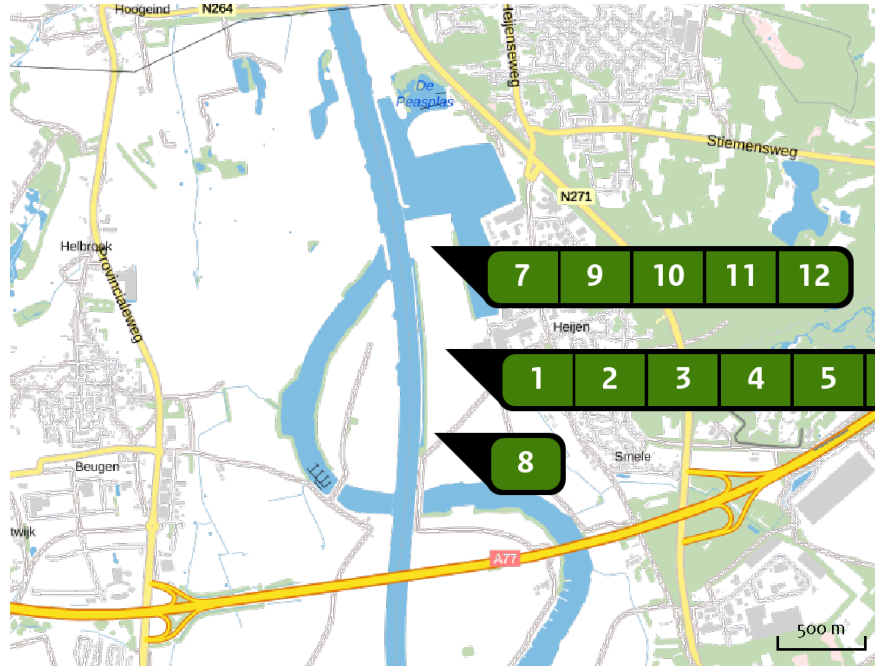 Hoogeind
N264
Heijenseweg
De
Peasplas
Stiemensweg
N271
Helbroek
Provincialeweg
7 9 10 11 12
Heijen
1 2 3 4 5
8
Beugen
Smele
twijk
A77
500 m